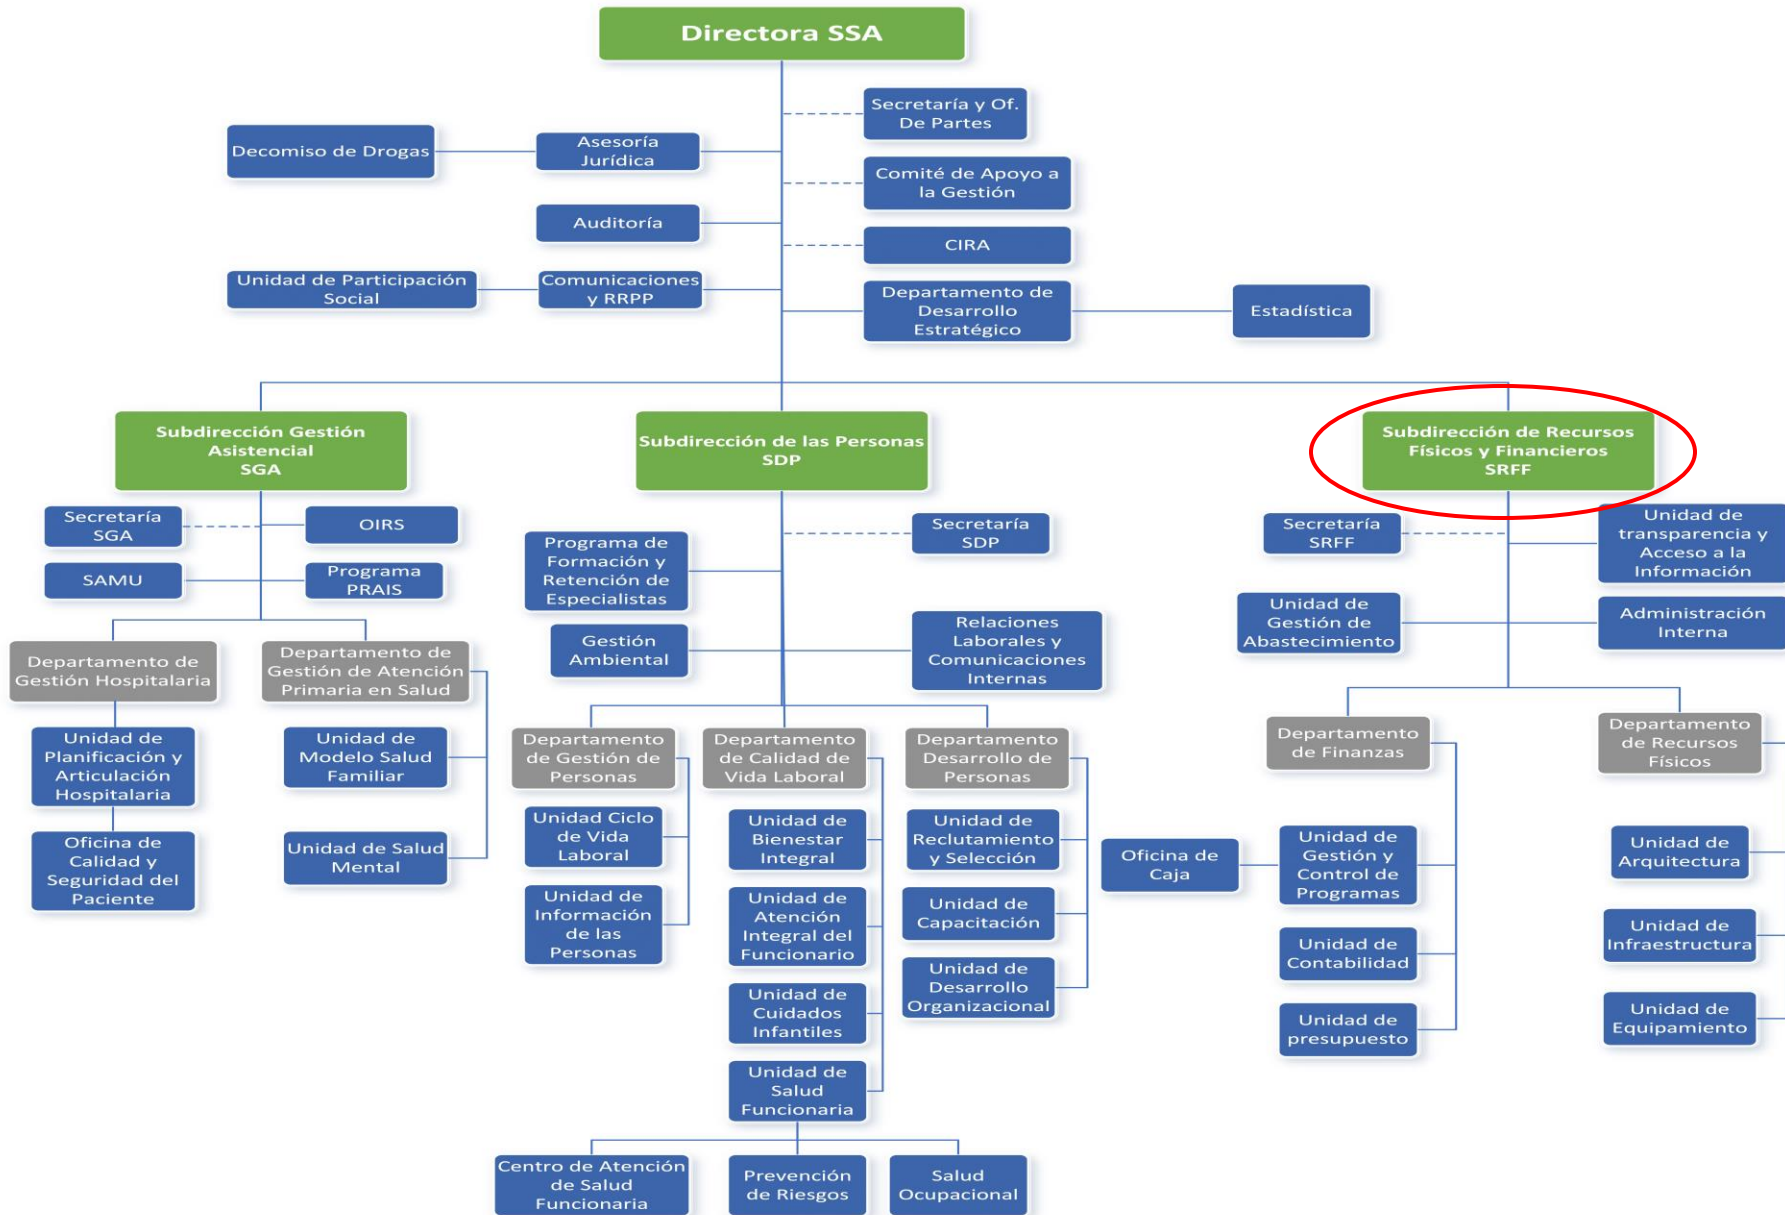 Directora SSA
Secretaría y Of.
De Partes
Decomiso de Drogas
Asesoría
Jurídica
Comité de Apoyo a
la Gestión
Auditoría
CIRA
Unidad de Participación
Social
Comunicaciones
y RRPP
Departamento de
Desarrollo
Estratégico
Estadística
Subdirección Gestión
Asistencial
SGA
Subdirección de las Personas
SDP
Subdirección de Recursos
Físicos y Financieros
SRFF
Secretaría
SGA
OIRS
SAMU
Programa
PRAIS
Departamento de
Gestión Hospitalaria
Departamento de
Gestión de Atención
Primaria en Salud
Unidad de
Planificación y
Articulación
Hospitalaria
Oficina de
Calidad y
Seguridad del
Paciente
Unidad de
Modelo Salud
Familiar
Unidad de Salud
Mental
Programa de
Formación y
Retención de
Especialistas
Secretaría
SDP
Gestión
Ambiental
Relaciones
Laborales y
Comunicaciones
Internas
Departamento
de Gestión de
Personas
Departamento
de Calidad de
Vida Laboral
Departamento
Desarrollo de
Personas
Unidad Ciclo
de Vida
Laboral
Unidad de
Información
de las
Personas
Unidad de
Bienestar
Integral
Unidad de
Atención
Integral del
Funcionario
Unidad de
Cuidados
Infantiles
Unidad de
Salud
Funcionaria
Unidad de
Reclutamiento
y Selección
Unidad de
Capacitación
Unidad de
Desarrollo
Organizacional
Centro de Atención
de Salud
Funcionaria
Prevención
de Riesgos
Salud
Ocupacional
Secretaría
SRFF
Unidad de
transparencia y
Acceso a la
Información
Unidad de
Gestión de
Abastecimiento
Administración
Interna
Departamento
de Finanzas
Departamento
de Recursos
Físicos
Oficina de
Caja
Unidad de
Gestión y
Control de
Programas
Unidad de
Contabilidad
Unidad de
presupuesto
Unidad de
Arquitectura
Unidad de
Infraestructura
Unidad de
Equipamiento